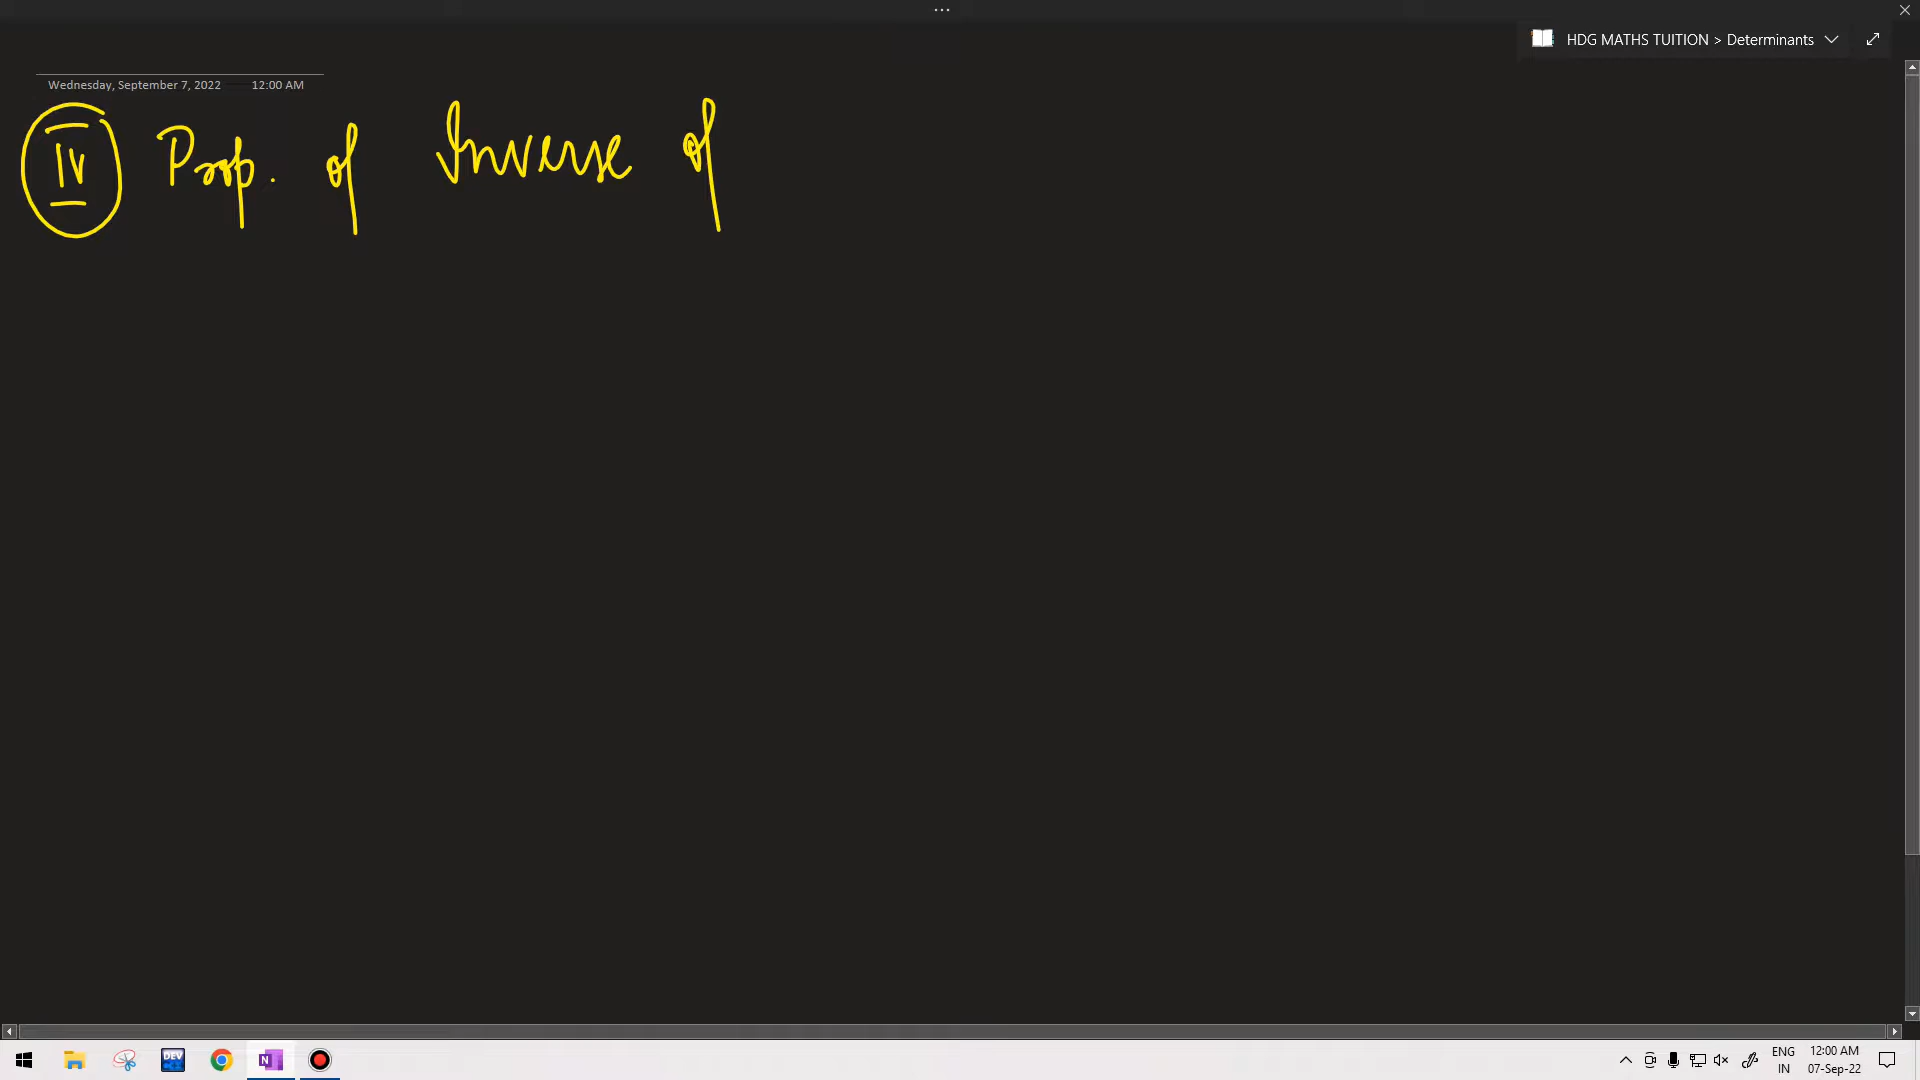 HDG MATHS TUITION > Determinants
Wednesday, September 7, 2022 12:00 AM
IV Prop. of Inverse of
DEV
N
ENG 12:00 AM
IN 07-Sep-22